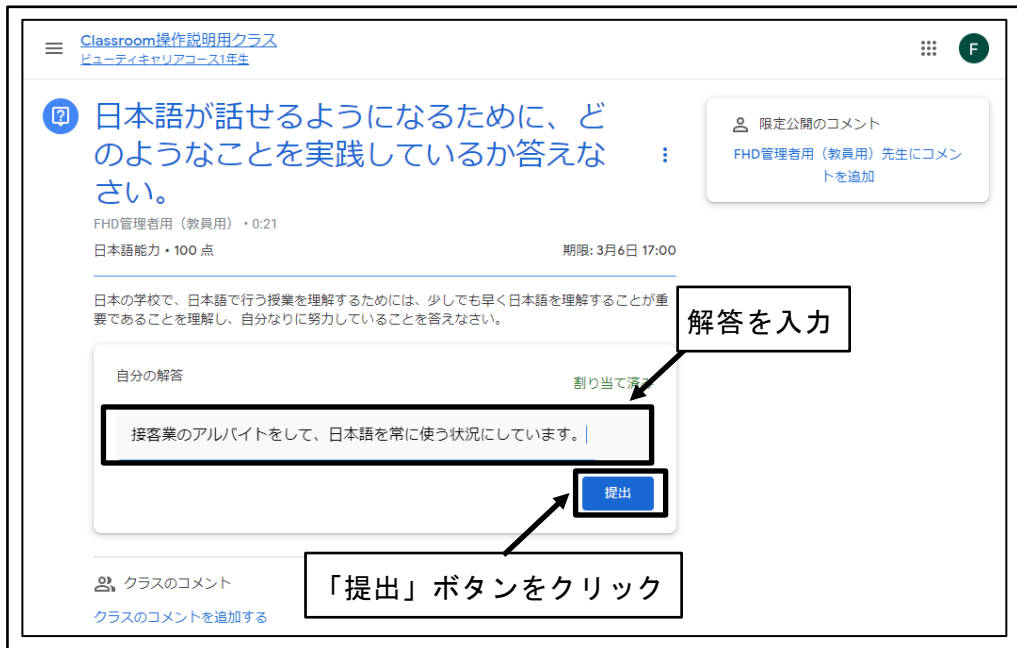 Classroom操作説明用クラス
ビューティキャリアコース1年生
F
日本語が話せるようになるために、ど
のようなことを実践しているか答えな
さい。
FHD管理者用（教員用）・0:21
日本語能力・100 点
期限: 3月6日 17:00
日本の学校で、日本語で行う授業を理解するためには、少しでも早く日本語を理解することが重
要であることを理解し、自分なりに努力していることを答えなさい。
解答を入力
自分の解答
割り当て済み
接客業のアルバイトをして、日本語を常に使う状況にしています。
提出
「提出」ボタンをクリック
クラスのコメント
クラスのコメントを追加する
限定公開のコメント
FHD管理者用（教員用）先生にコメン
トを追加